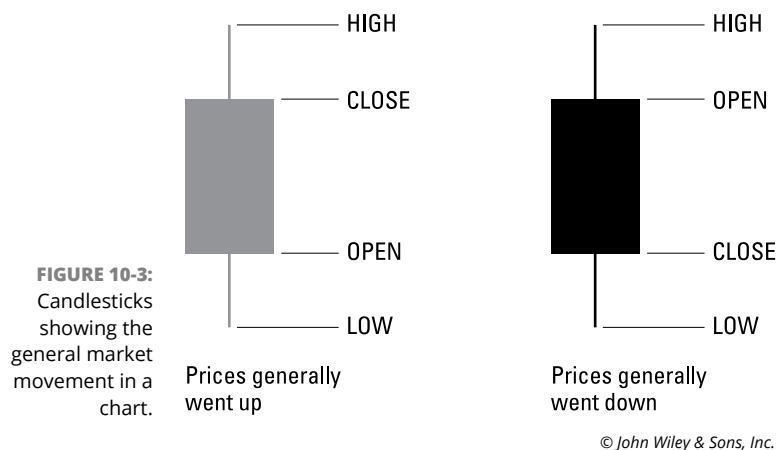 HIGH
CLOSE
OPEN
LOW
Prices generally
went up
HIGH
OPEN
CLOSE
LOW
Prices generally
went down
FIGURE 10-3:
Candlesticks
showing the
general market
movement in a
chart.
© John Wiley & Sons, Inc.